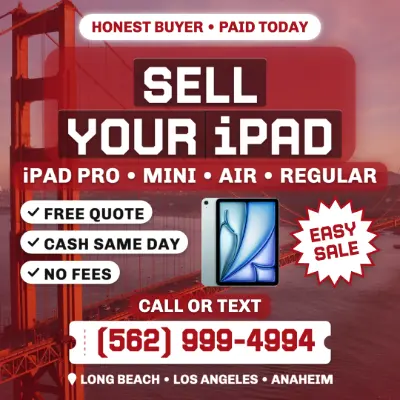 HONEST BUYER • PAID TODAY
SELL
YOUR iPAD
iPAD PRO • MINI • AIR • REGULAR
✓ FREE QUOTE
✓ CASH SAME DAY
✓ NO FEES
EASY
SALE
CALL OR TEXT
(562) 999-4994
LONG BEACH • LOS ANGELES • ANAHEIM